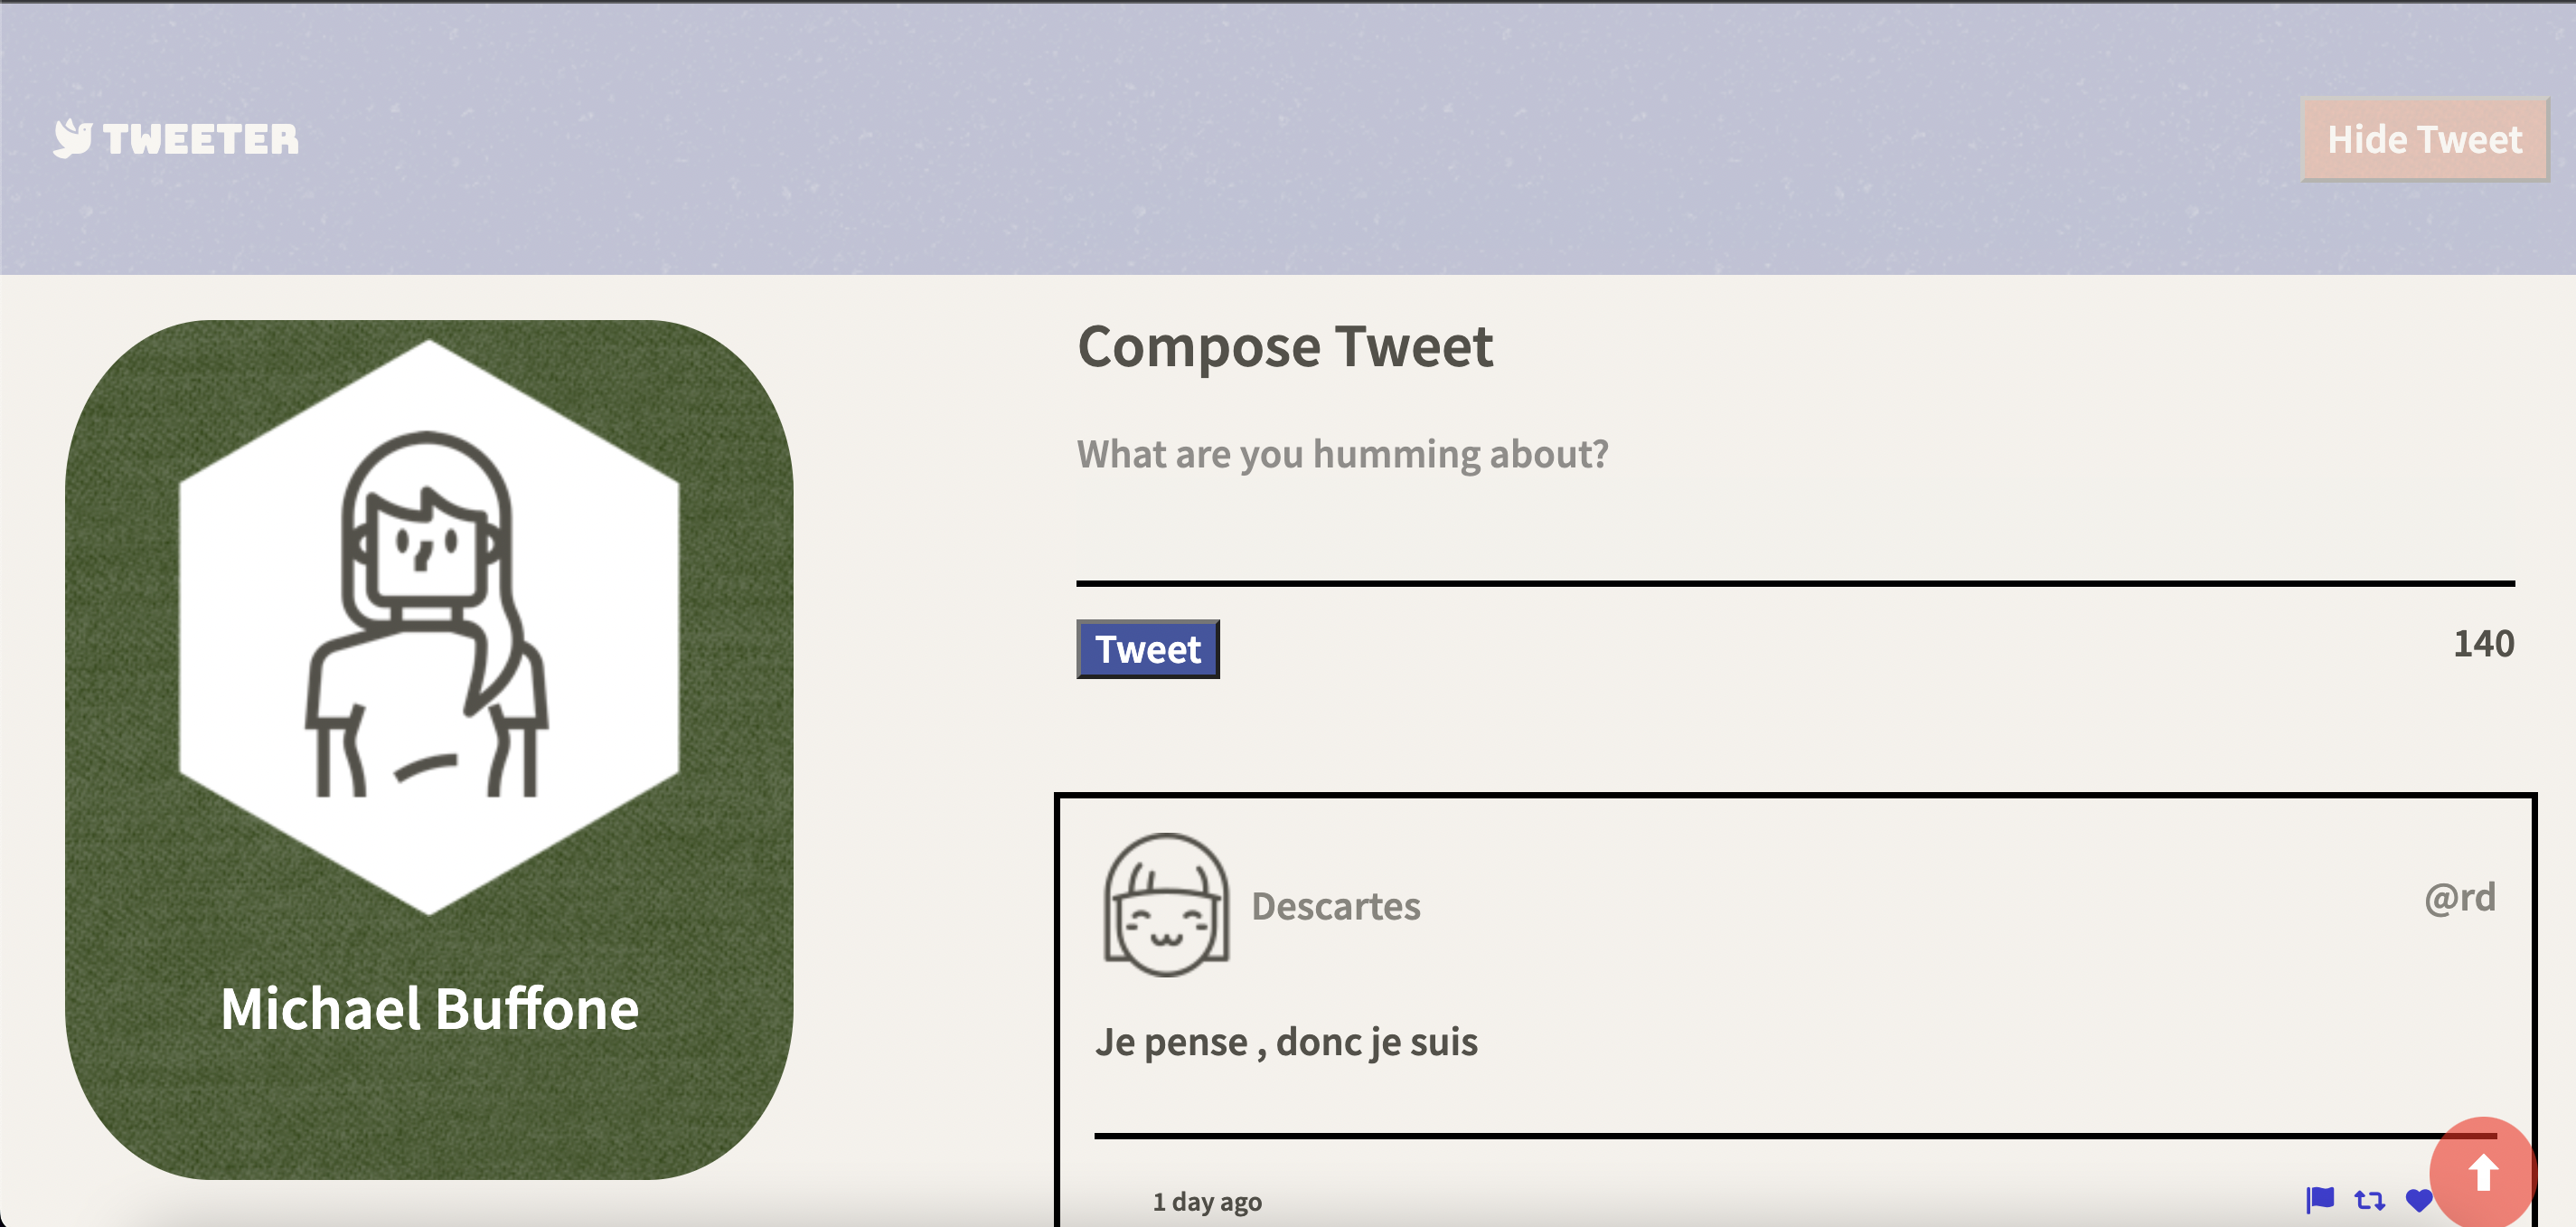 TWEETER
Hide Tweet
Michael Buffone
Compose Tweet
What are you humming about?
Tweet
140
Descartes
@rd
Je pense , donc je suis
1 day ago